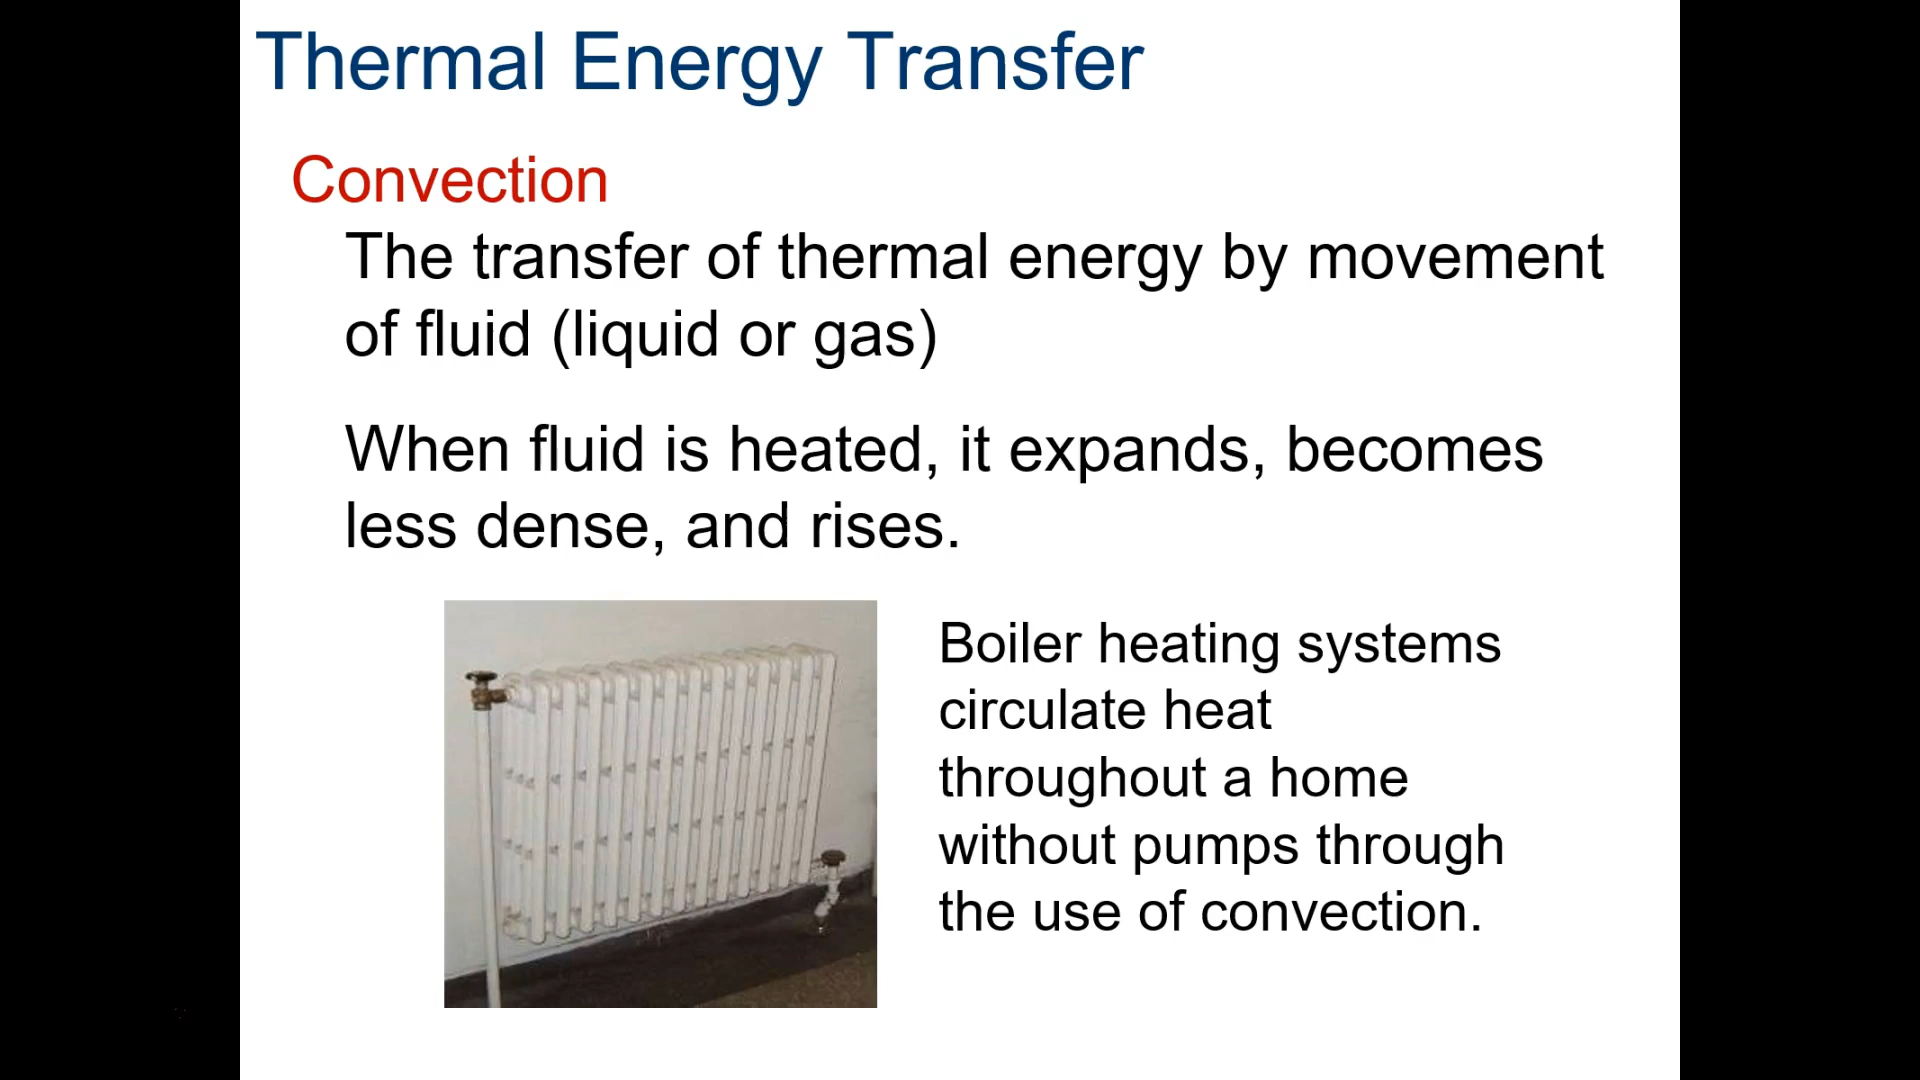 Thermal Energy Transfer
Convection
The transfer of thermal energy by movement
of fluid (liquid or gas)
When fluid is heated, it expands, becomes
less dense, and rises.
Boiler heating systems
circulate heat
throughout a home
without pumps through
the use of convection.